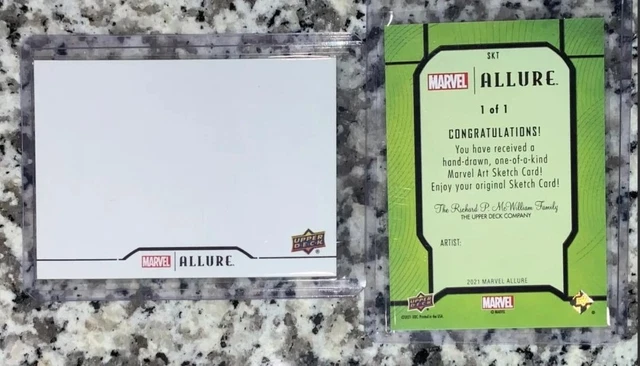 UPPER
DECK
MARVEL ALLURE
SKT
MARVEL ALLURE
1 of 1
CONGRATULATIONS!
You have received a
hand-drawn, one-of-a-kind
Marvel Art Sketch Card!
Enjoy your original Sketch Card!
The Richard P. McWilliam Family
THE UPPER DECK COMPANY
ARTIST:
2021 MARVEL ALLURE
UPPER
DECK
MARVEL
© MARVEL